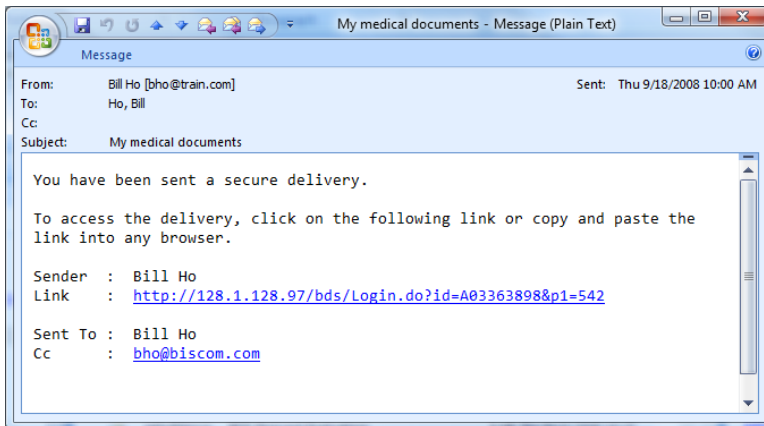 My medical documents - Message (Plain Text)
Message
From: Bill Ho [bho@train.com] Sent: Thu 9/18/2008 10:00 AM
To: Ho, Bill
Cc:
Subject: My medical documents
You have been sent a secure delivery.
To access the delivery, click on the following link or copy and paste the
link into any browser.
Sender : Bill Ho
Link : http://128.1.128.97/bds/Login.do?id=A03363898&p1=542
Sent To : Bill Ho
Cc : bho@biscom.com